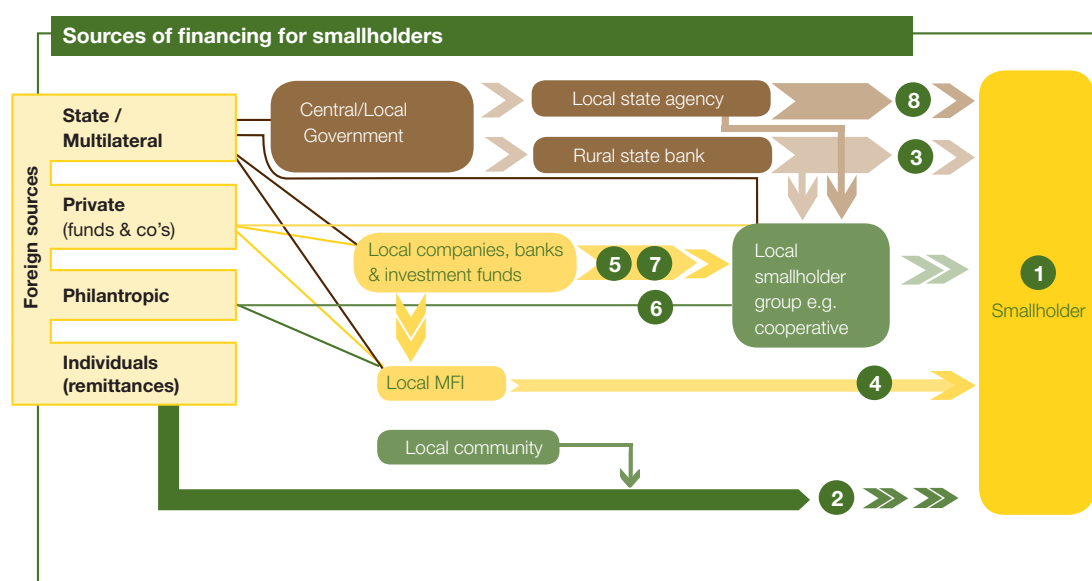 Sources of financing for smallholders
Foreign sources
State /
Multilateral
Private
(funds & co's)
Philantropic
Individuals
(remittances)
Central/Local
Government
Local state agency
8
Rural state bank
3
Local companies, banks
& investment funds
5
7
6
Local
smallholder
group e.g.
cooperative
1
Smallholder
Local MFI
4
Local community
2